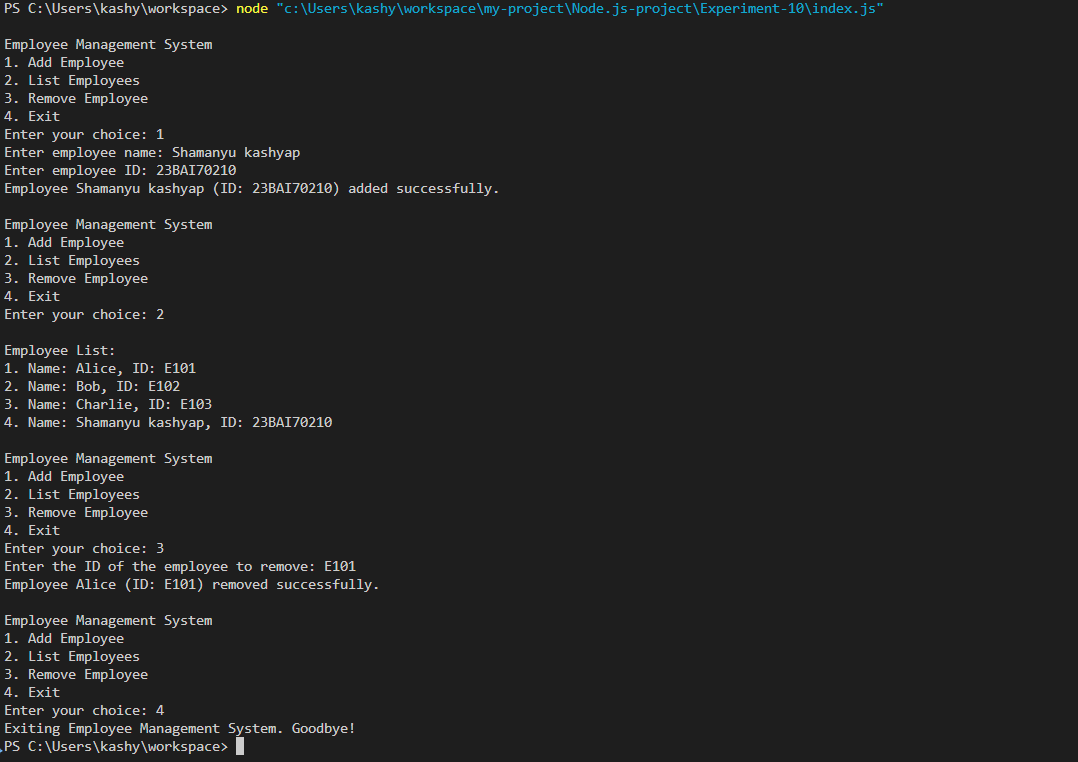 PS C:\Users\kashy\workspace> node "c:\Users\kashy\workspace\my-project\Node.js-project\Experiment-10\index.js"
Employee Management System
1. Add Employee
2. List Employees
3. Remove Employee
4. Exit
Enter your choice: 1
Enter employee name: Shamanyu kashyap
Enter employee ID: 23BAI70210
Employee Shamanyu kashyap (ID: 23BAI70210) added successfully.
Employee Management System
1. Add Employee
2. List Employees
3. Remove Employee
4. Exit
Enter your choice: 2
Employee List:
1. Name: Alice, ID: E101
2. Name: Bob, ID: E102
3. Name: Charlie, ID: E103
4. Name: Shamanyu kashyap, ID: 23BAI70210
Employee Management System
1. Add Employee
2. List Employees
3. Remove Employee
4. Exit
Enter your choice: 3
Enter the ID of the employee to remove: E101
Employee Alice (ID: E101) removed successfully.
Employee Management System
1. Add Employee
2. List Employees
3. Remove Employee
4. Exit
Enter your choice: 4
Exiting Employee Management System. Goodbye!
PS C:\Users\kashy\workspace>